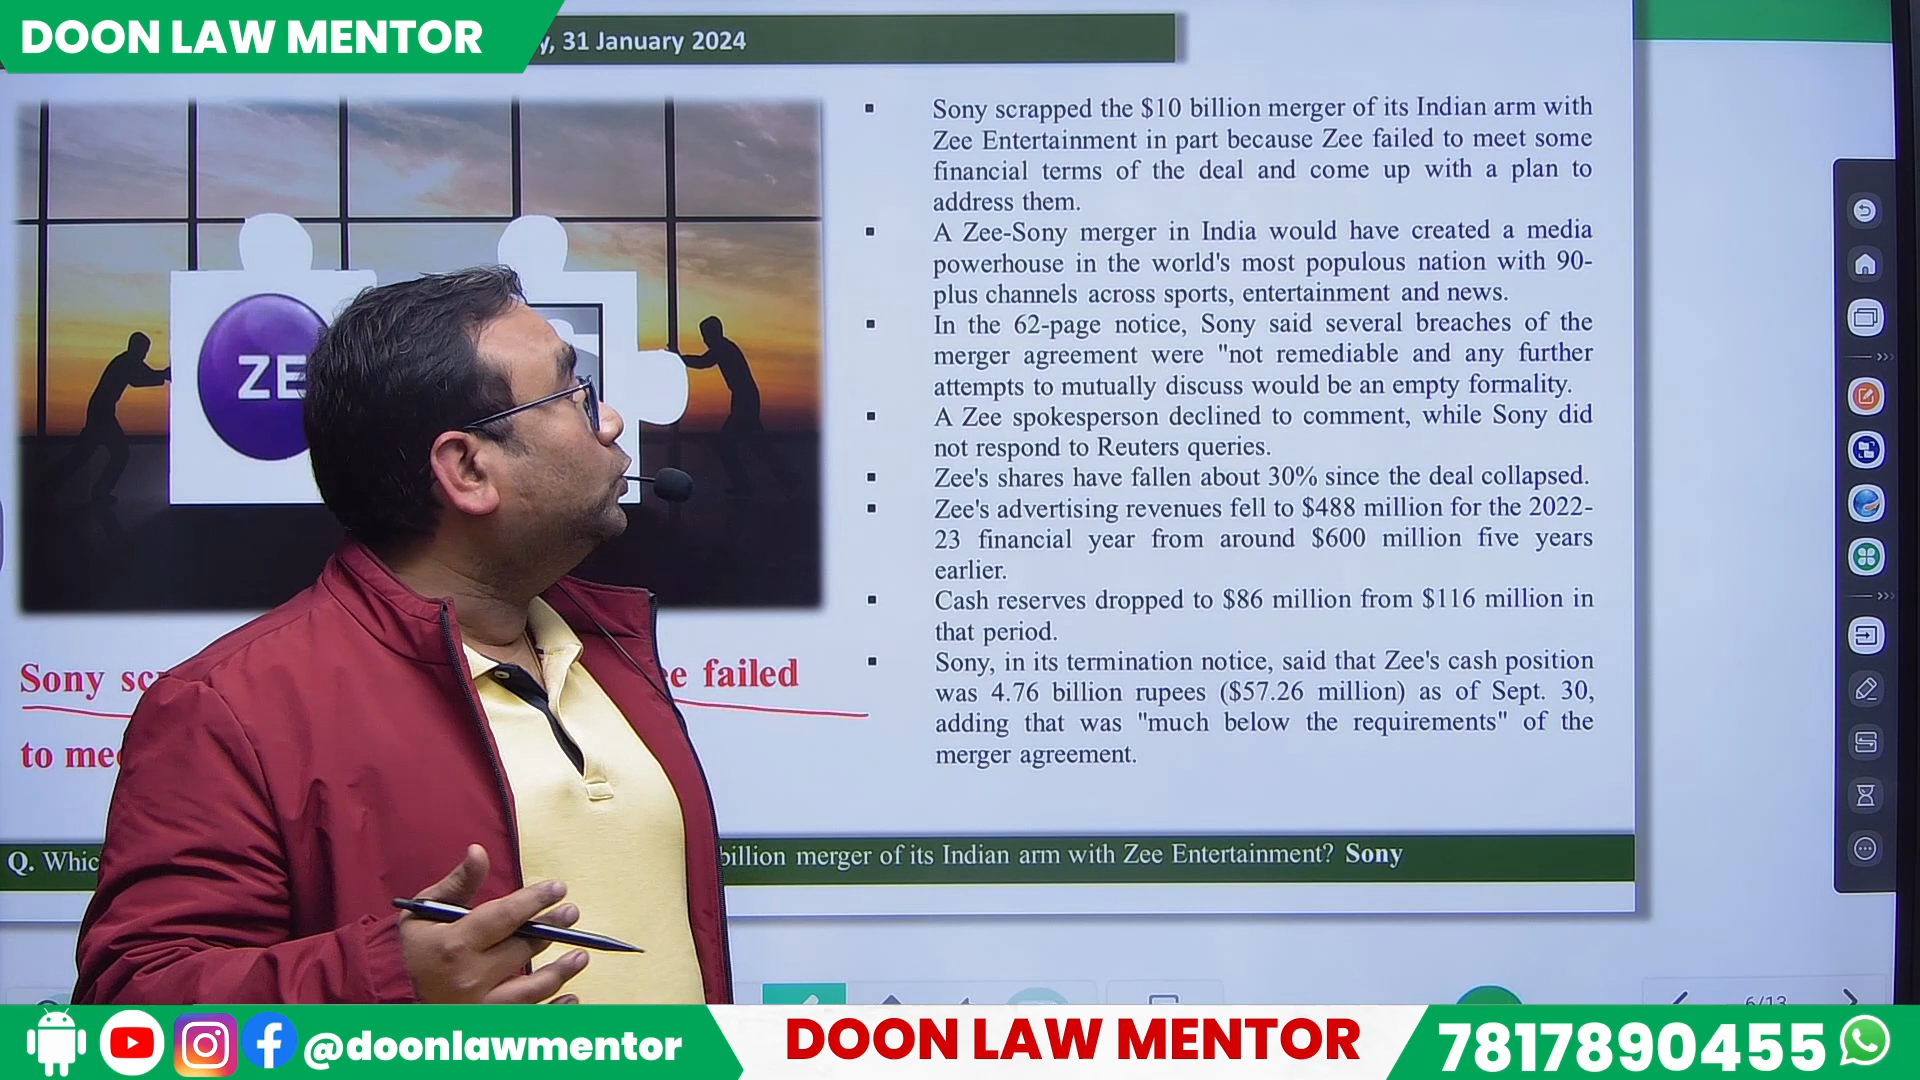 DOON LAW MENTOR
y, 31 January 2024
ZE
Sony scrapped the $10 billion merger of its Indian arm with
Zee Entertainment in part because Zee failed to meet some
financial terms of the deal and come up with a plan to
address them.
A Zee-Sony merger in India would have created a media
powerhouse in the world's most populous nation with 90-
plus channels across sports, entertainment and news.
In the 62-page notice, Sony said several breaches of the
merger agreement were "not remediable and any further
attempts to mutually discuss would be an empty formality.
A Zee spokesperson declined to comment, while Sony did
not respond to Reuters queries.
Zee's shares have fallen about 30% since the deal collapsed.
Zee's advertising revenues fell to $488 million for the 2022-
23 financial year from around $600 million five years
earlier.
Cash reserves dropped to $86 million from $116 million in
that period.
Sony, in its termination notice, said that Zee's cash position
was 4.76 billion rupees ($57.26 million) as of Sept. 30,
adding that was "much below the requirements" of the
merger agreement.
Sony sc e failed
to me
Q. Whic billion merger of its Indian arm with Zee Entertainment? Sony
6/13
@doonlawmentor
DOON LAW MENTOR
7817890455